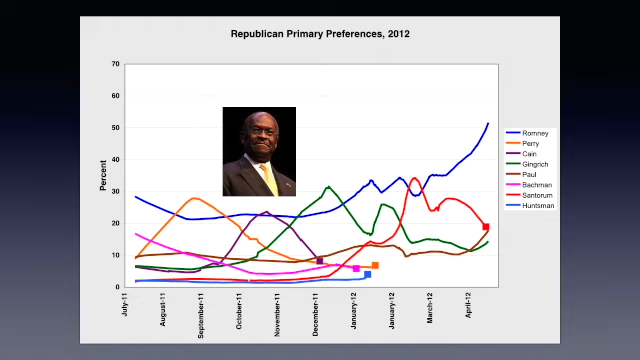 Republican Primary Preferences, 2012
Percent
70
60
50
40
30
20
10
0
July-11
August-11
September-11
October-11
November-11
December-11
January-12
January-12
March-12
April-12
Romney
Perry
Cain
Gingrich
Paul
Bachman
Santorum
Huntsman